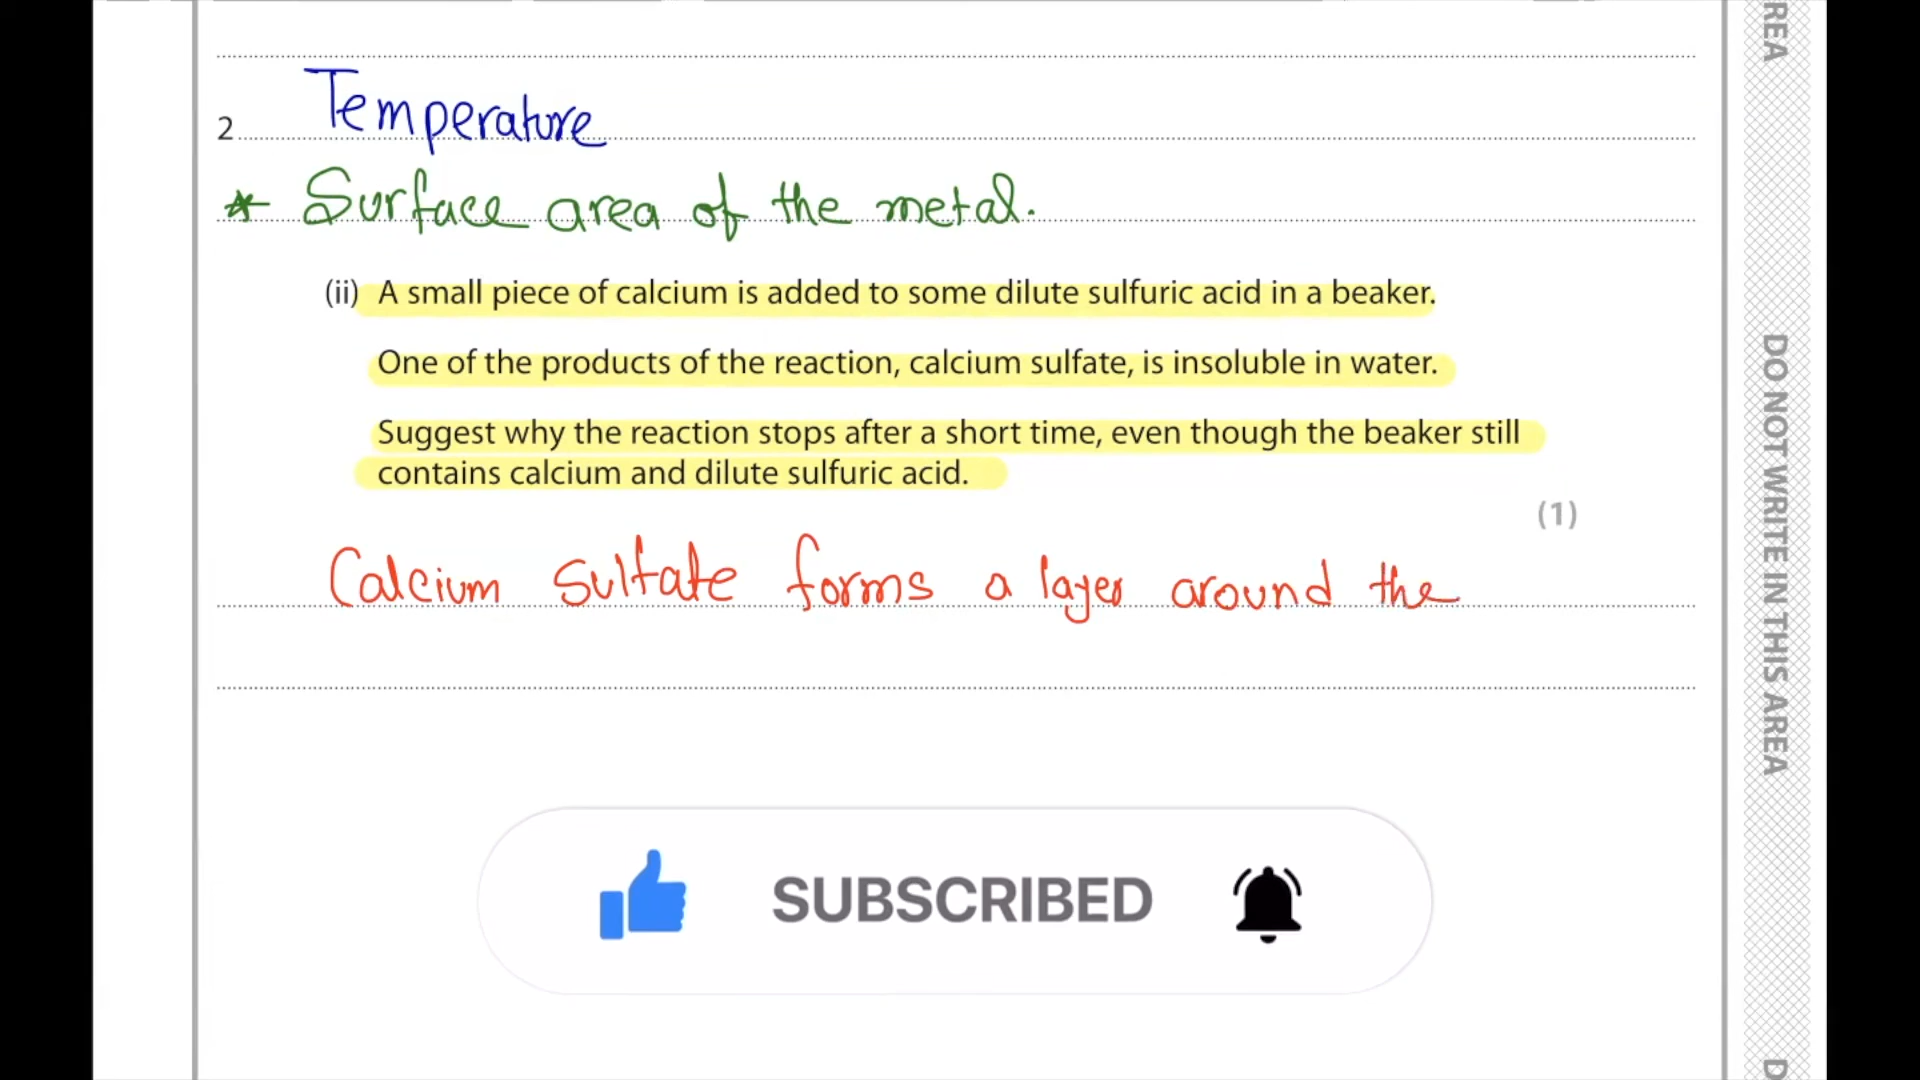 REA
2 Temperature
* Surface area of the metal.
(ii) A small piece of calcium is added to some dilute sulfuric acid in a beaker.
One of the products of the reaction, calcium sulfate, is insoluble in water.
Suggest why the reaction stops after a short time, even though the beaker still
contains calcium and dilute sulfuric acid.
(1)
Calcium sulfate forms a layer around the
DO NOT WRITE IN THIS AREA
SUBSCRIBED
D